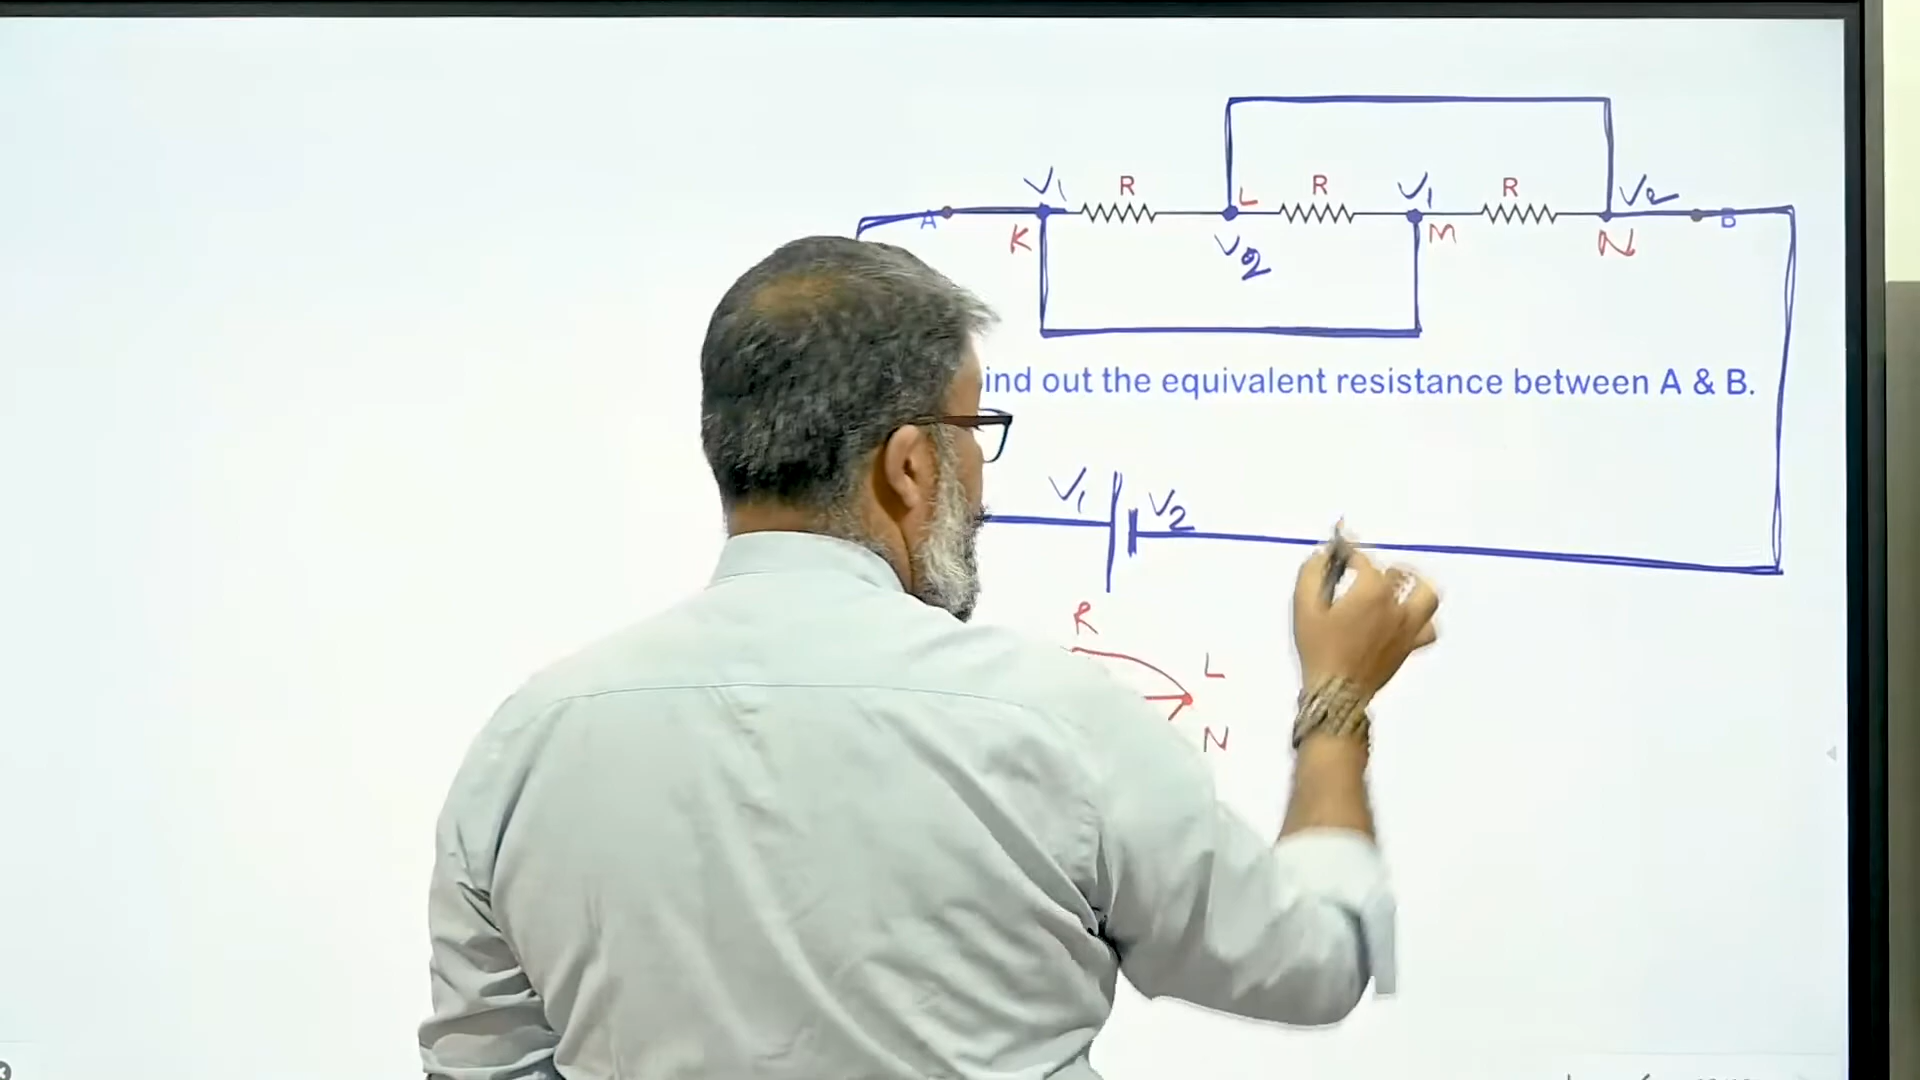 V₁ R L R V₁ R V₂
A K V₂ M N B
ind out the equivalent resistance between A & B.
V₁ V₂
R
L
N